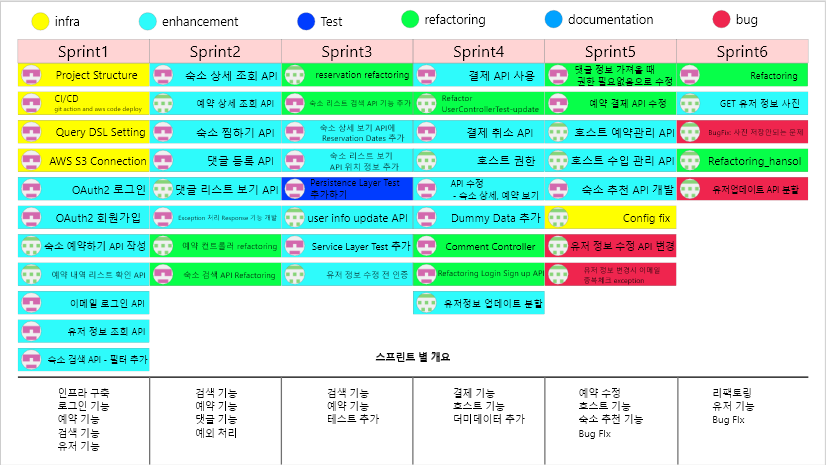 infra
enhancement
Test
refactoring
documentation
bug
Sprint1
Sprint2
Sprint3
Sprint4
Sprint5
Sprint6
Project Structure
숙소 상세 조회 API
reservation refactoring
결제 API 사용
댓글 정보 가져올 때
권한 필요없음으로 수정
Refactoring
CI/CD
git action and aws code deploy
예약 상세 조회 API
숙소 리스트 검색 API 기능 추가
Refactor
UserControllerTest-update
예약 결제 API 수정
GET 유저 정보 사진
Query DSL Setting
숙소 찜하기 API
숙소 상세 보기 API에
Reservation Dates 추가
결제 취소 API
호스트 예약관리 API
BugFix: 사진 저장안되는 문제
AWS S3 Connection
댓글 등록 API
숙소 리스트 보기
API 위치 정보 추가
호스트 권한
호스트 수입 관리 API
Refactoring_hansol
OAuth2 로그인
댓글 리스트 보기 API
Persistence Layer Test
추가하기
API 수정
- 숙소 상세, 예약 보기
숙소 추천 API 개발
유저업데이트 API 분할
OAuth2 회원가입
Exception 처리 Response 기능 개발
user info update API
Dummy Data 추가
Config fix
숙소 예약하기 API 작성
예약 컨트롤러 refactoring
Service Layer Test 추가
Comment Controller
유저 정보 수정 API 변경
예약 내역 리스트 확인 API
숙소 검색 API Refactoring
유저 정보 수정 전 인증
Refactoring Login Sign up API
유저 정보 변경시 이메일
중복체크 exception
이메일 로그인 API
유저정보 업데이트 분할
유저 정보 조회 API
숙소 검색 API - 필터 추가
스프린트 별 개요
인프라 구축
로그인 기능
예약 기능
검색 기능
유저 기능
검색 기능
예약 기능
댓글 기능
예외 처리
검색 기능
예약 기능
테스트 추가
결제 기능
호스트 기능
더미데이터 추가
예약 수정
호스트 기능
숙소 추천 기능
Bug FIx
리팩토링
유저 기능
Bug FIx